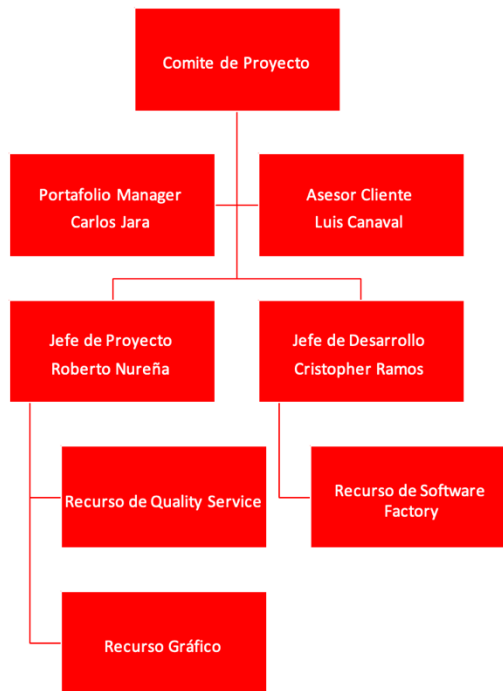 Comite de Proyecto
Portafolio Manager
Carlos Jara
Asesor Cliente
Luis Canaval
Jefe de Proyecto
Roberto Nureña
Jefe de Desarrollo
Cristopher Ramos
Recurso de Quality Service
Recurso de Software
Factory
Recurso Gráfico